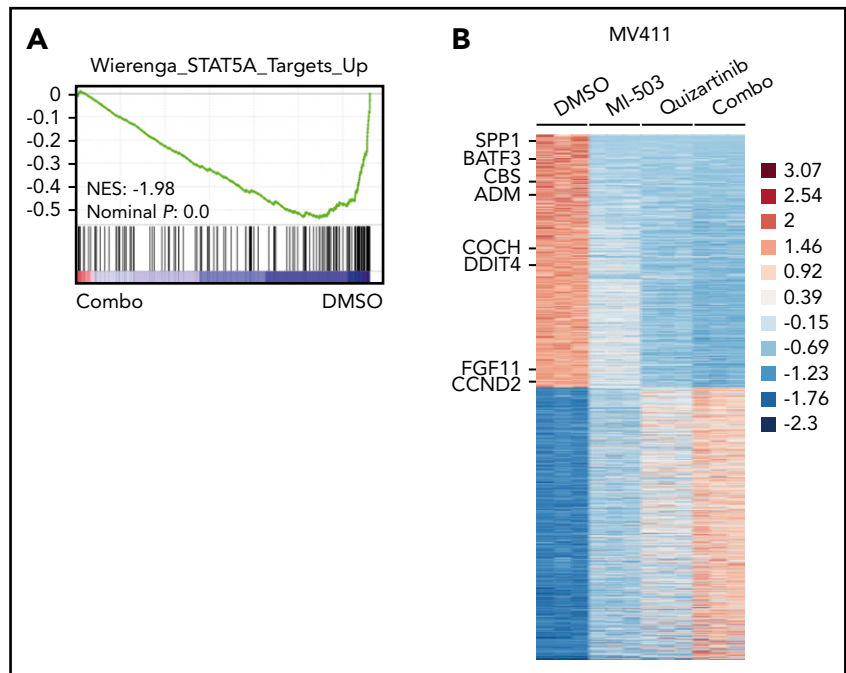 A
Wierenga_STAT5A_Targets_Up
0
-0.1
-0.2
-0.3
-0.4
-0.5
NES: -1.98
Nominal P: 0.0
Combo DMSO
B
MV411
DMSO MI-503 Quizartinib Combo
SPP1
BATF3
CBS
ADM
COCH
DDIT4
FGF11
CCND2
3.07
2.54
2
1.46
0.92
0.39
-0.15
-0.69
-1.23
-1.76
-2.3